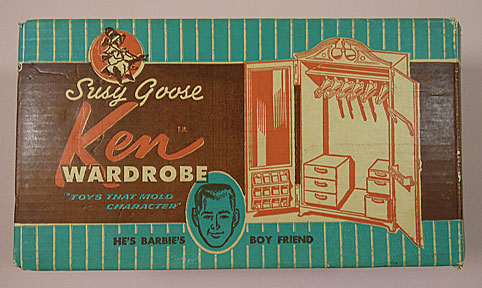 Susy Goose
Ken TM
WARDROBE
"TOYS THAT MOLD
CHARACTER"
HE'S BARBIE'S BOY FRIEND